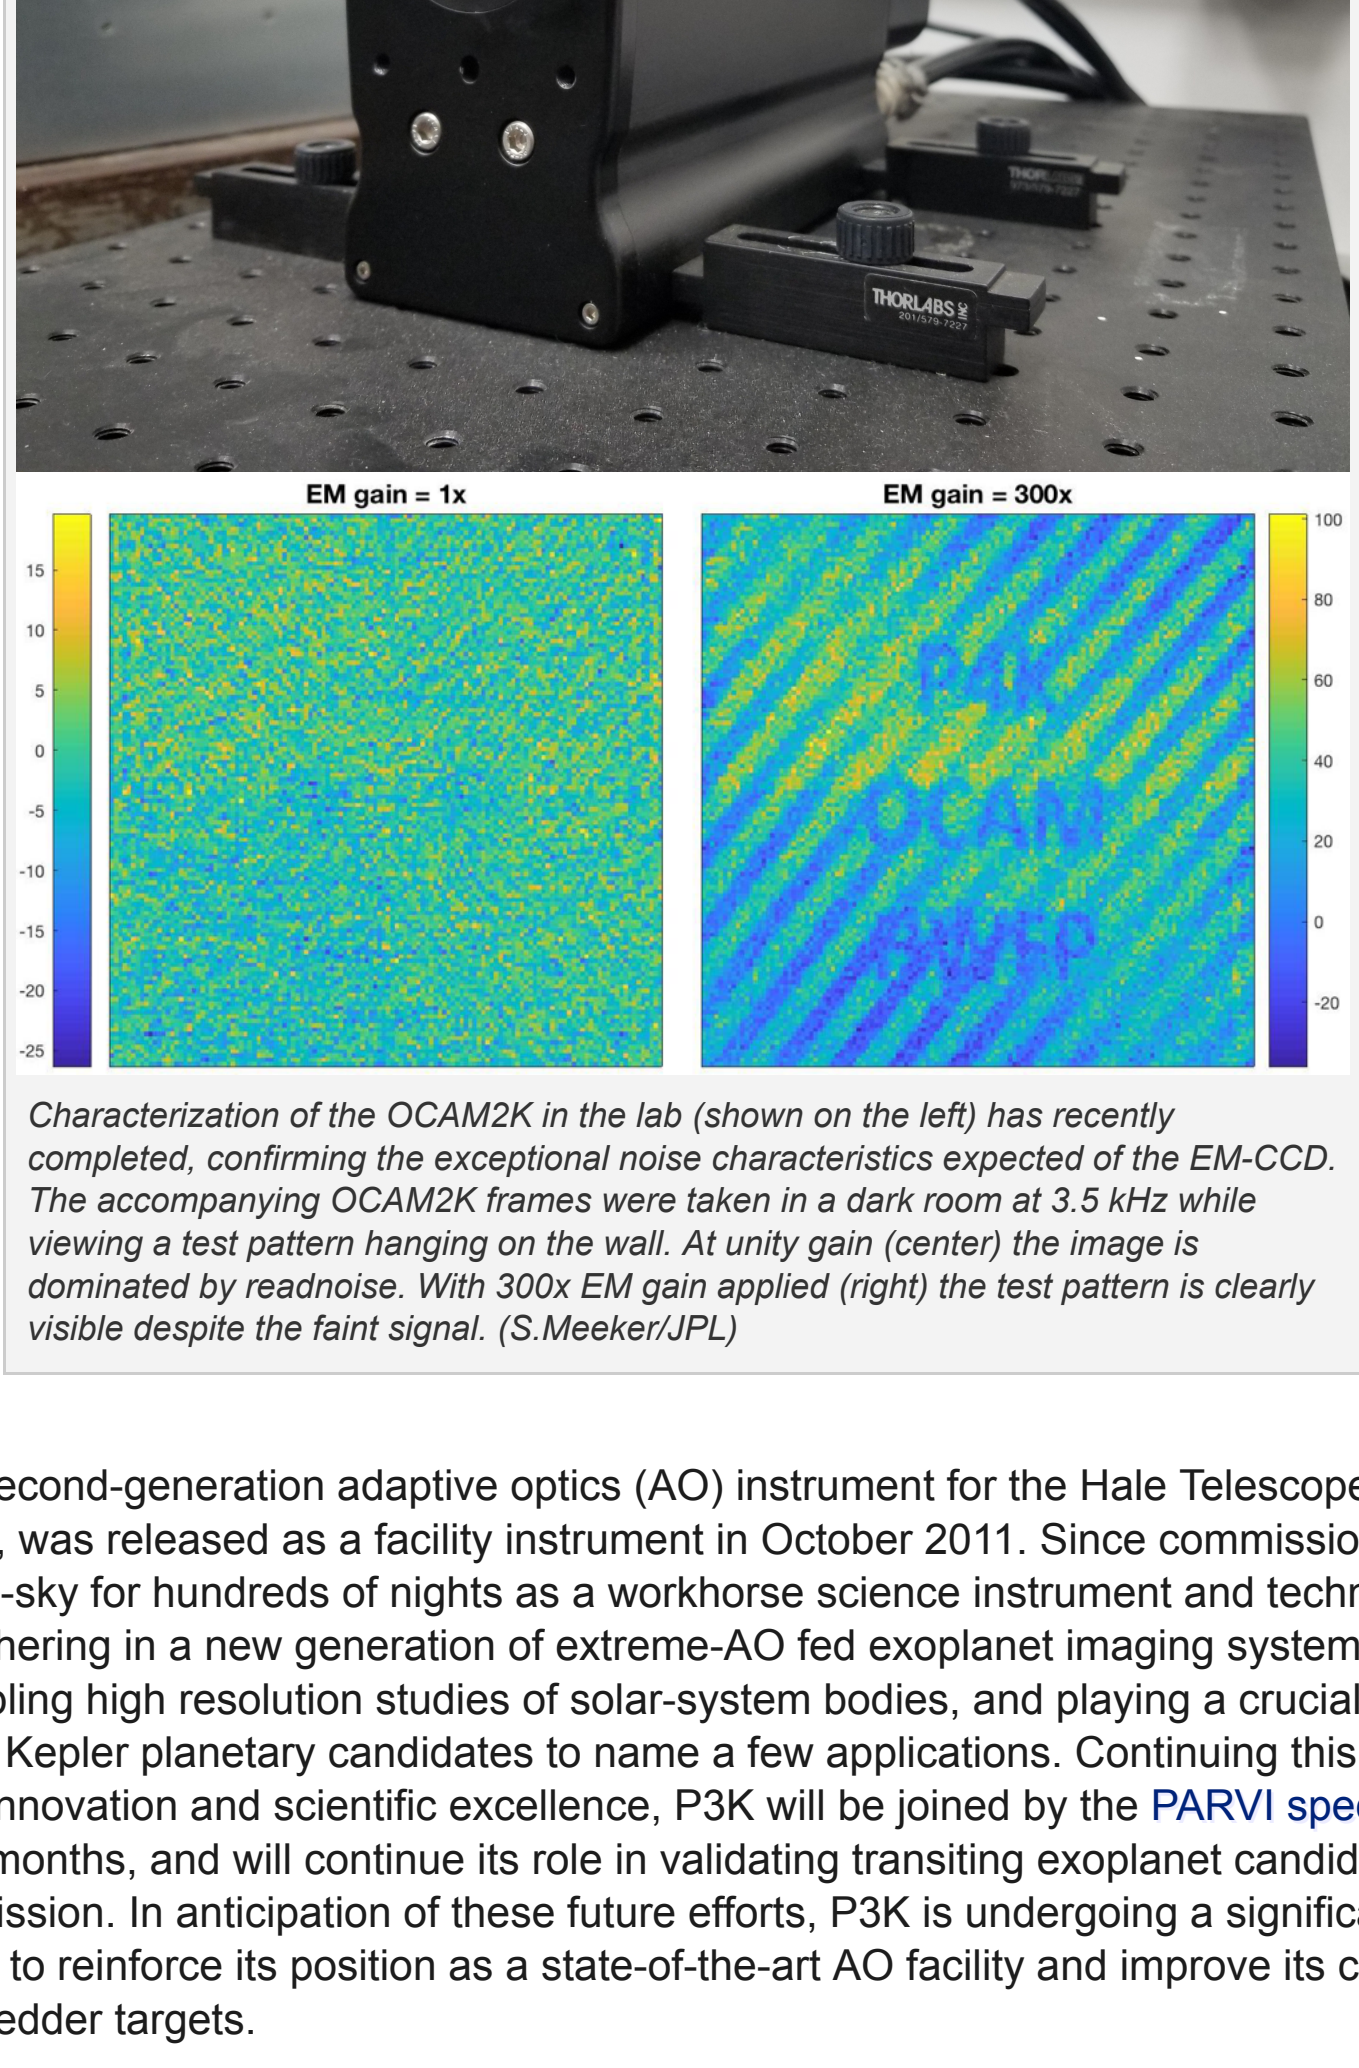 THORLABS
THORLABS INC
201/579-7227
EM gain = 1x
EM gain = 300x
15
10
5
0
-5
-10
-15
-20
-25
100
80
60
40
20
0
-20
OCAM
Characterization of the OCAM2K in the lab (shown on the left) has recently
completed, confirming the exceptional noise characteristics expected of the EM-CCD.
The accompanying OCAM2K frames were taken in a dark room at 3.5 kHz while
viewing a test pattern hanging on the wall. At unity gain (center) the image is
dominated by readnoise. With 300x EM gain applied (right) the test pattern is clearly
visible despite the faint signal. (S.Meeker/JPL)
econd-generation adaptive optics (AO) instrument for the Hale Telescope
, was released as a facility instrument in October 2011. Since commissio
-sky for hundreds of nights as a workhorse science instrument and techn
hering in a new generation of extreme-AO fed exoplanet imaging system
bling high resolution studies of solar-system bodies, and playing a crucial
Kepler planetary candidates to name a few applications. Continuing this
nnovation and scientific excellence, P3K will be joined by the PARVI spec
months, and will continue its role in validating transiting exoplanet candid
ission. In anticipation of these future efforts, P3K is undergoing a significa
to reinforce its position as a state-of-the-art AO facility and improve its c
edder targets.